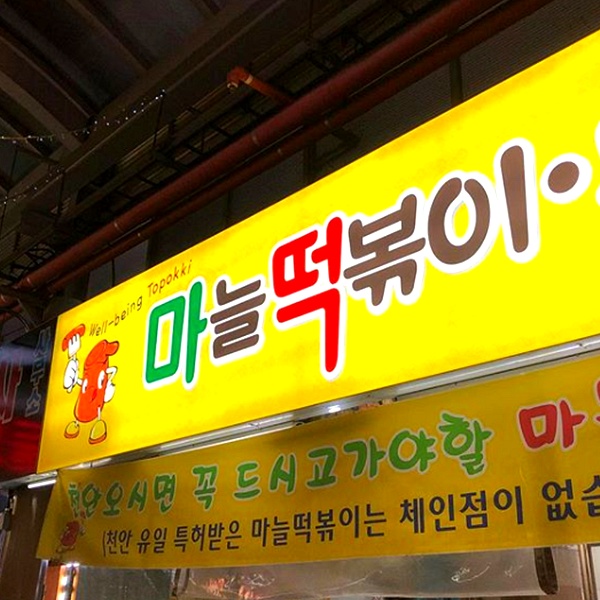 Well-being Topokki
마늘떡볶이·
천안오시면 꼭 드시고가야할 마
(천안 유일 특허받은 마늘떡볶이는 체인점이 없습